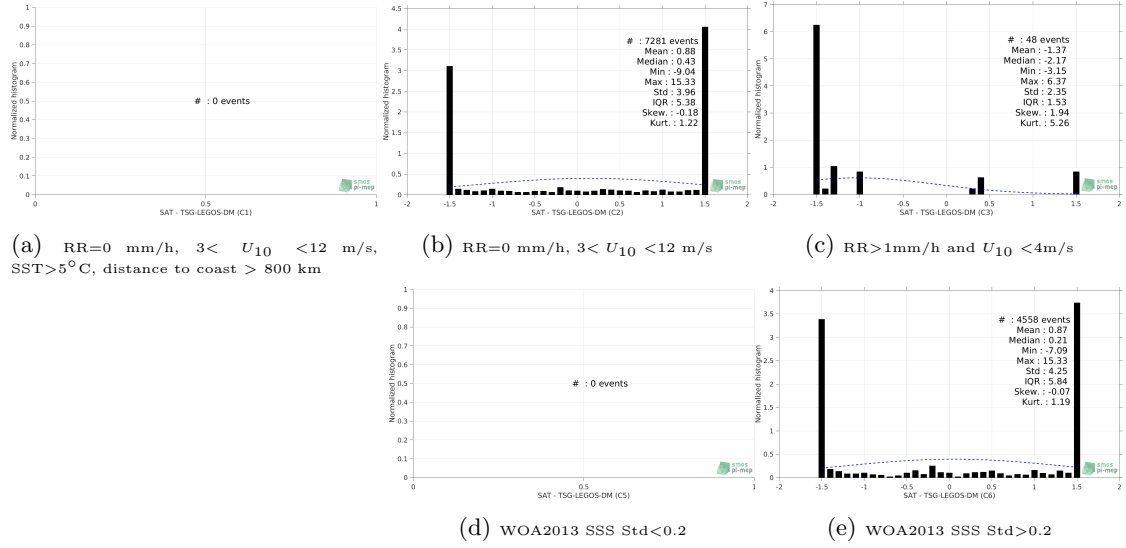 1
0.9
0.8
0.7
0.6
0.5
0.4
0.3
0.2
0.1
0
0
0.5
1
Normalized histogram
# : 0 events
SAT - TSG-LEGOS-DM (C1)
smos
pi-mep
(a) RR=0 mm/h, 3< U10 <12 m/s,
SST>5°C, distance to coast > 800 km
4.5
4
3.5
3
2.5
2
1.5
1
0.5
0
-2 -1.5 -1 -0.5 0 0.5 1 1.5 2
Normalized histogram
# : 7281 events
Mean : 0.88
Median : 0.43
Min : -9.04
Max : 15.33
Std : 3.96
IQR : 5.38
Skew. : -0.18
Kurt. : 1.22
SAT - TSG-LEGOS-DM (C2)
smos
pi-mep
(b) RR=0 mm/h, 3< U10 <12 m/s
7
6
5
4
3
2
1
0
-2 -1.5 -1 -0.5 0 0.5 1 1.5 2
Normalized histogram
# : 48 events
Mean : -1.37
Median : -2.17
Min : -3.15
Max : 6.37
Std : 2.35
IQR : 1.53
Skew. : 1.94
Kurt. : 5.26
SAT - TSG-LEGOS-DM (C3)
smos
pi-mep
(c) RR>1mm/h and U10 <4m/s
1
0.9
0.8
0.7
0.6
0.5
0.4
0.3
0.2
0.1
0
0
0.5
1
Normalized histogram
# : 0 events
SAT - TSG-LEGOS-DM (C5)
smos
pi-mep
(d) WOA2013 SSS Std<0.2
4
3.5
3
2.5
2
1.5
1
0.5
0
-2 -1.5 -1 -0.5 0 0.5 1 1.5 2
Normalized histogram
# : 4558 events
Mean : 0.87
Median : 0.21
Min : -7.09
Max : 15.33
Std : 4.25
IQR : 5.84
Skew. : -0.07
Kurt. : 1.19
SAT - TSG-LEGOS-DM (C6)
smos
pi-mep
(e) WOA2013 SSS Std>0.2